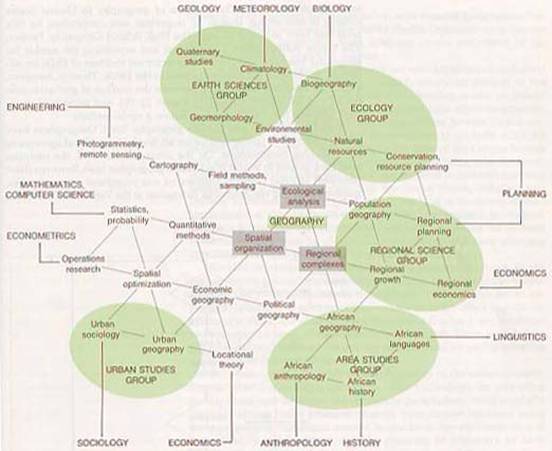 GEOLOGY
METEOROLOGY
BIOLOGY
Quaternary
studies
Climatology
Biogeography
EARTH SCIENCES
GROUP
ECOLOGY
GROUP
ENGINEERING
Geomorphology
Environmental
studies
Photogrammetry,
remote sensing
Natural
resources
Conservation,
resource planning
Cartography
Field methods,
sampling
MATHEMATICS,
COMPUTER SCIENCE
Ecological
analysis
PLANNING
Statistics,
probability
Population
geography
Quantitative
methods
GEOGRAPHY
Regional
planning
ECONOMETRICS
Spatial
organization
Regional
complexes
REGIONAL SCIENCE
GROUP
Operations
research
Regional
growth
ECONOMICS
Spatial
optimization
Economic
geography
Regional
economics
Political
geography
African
geography
Urban
sociology
Urban
geography
African
languages
LINGUISTICS
Locational
theory
AREA STUDIES
GROUP
URBAN STUDIES
GROUP
African
anthropology
African
history
SOCIOLOGY
ECONOMICS
ANTHROPOLOGY
HISTORY